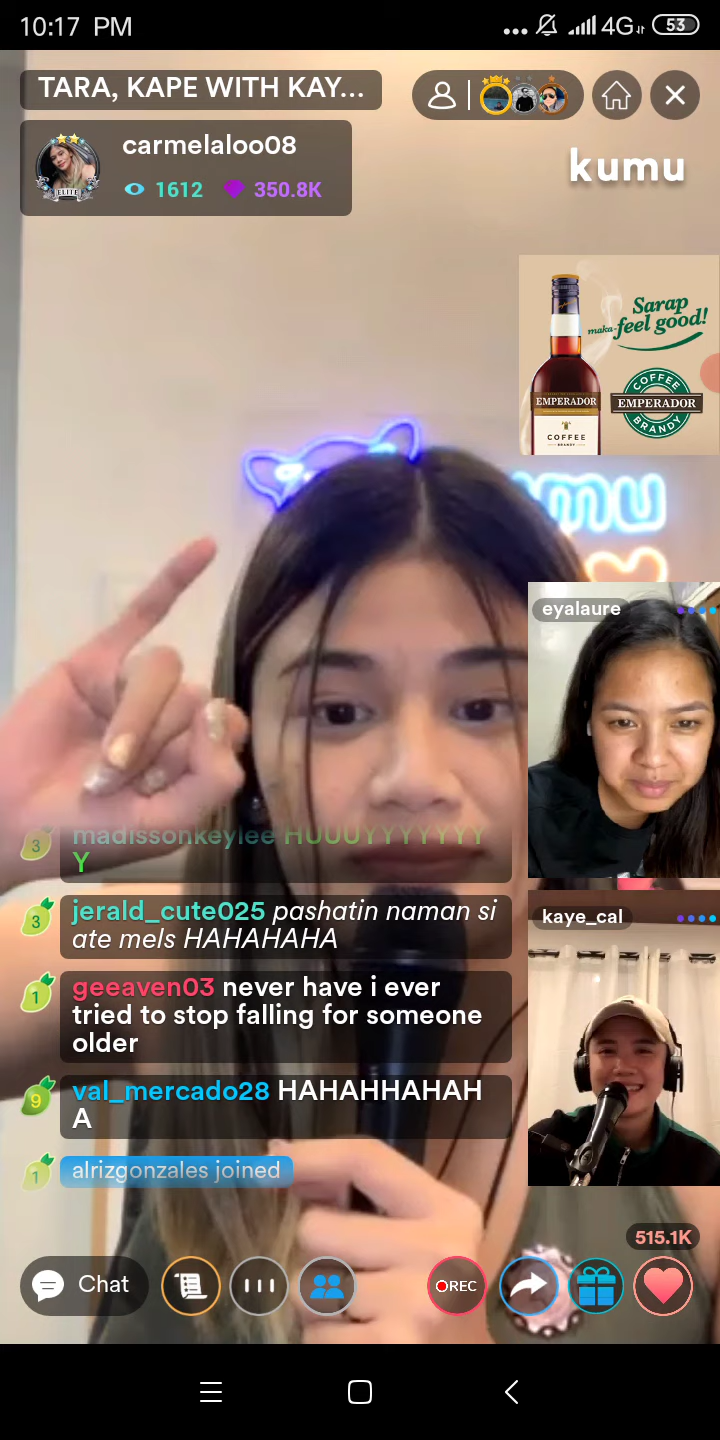 10:17 PM
4G
53
TARA, KAPE WITH KAY...
carmelaloo08
ELITE
1612
350.8K
kumu
Sarap
maka-feel good!
EMPERADOR
COFFEE
BRANDY
COFFEE
EMPERADOR
BRANDY
mu
eyalaure
3
madissonkeylee HUUUYYYYYYY
Y
3
jerald_cute025 pashatin naman si
ate mels HAHAHAHA
kaye_cal
1
geeaven03 never have i ever
tried to stop falling for someone
older
9
val_mercado28 HAHAHHAHAH
A
1
alrizgonzales joined
515.1K
Chat
REC